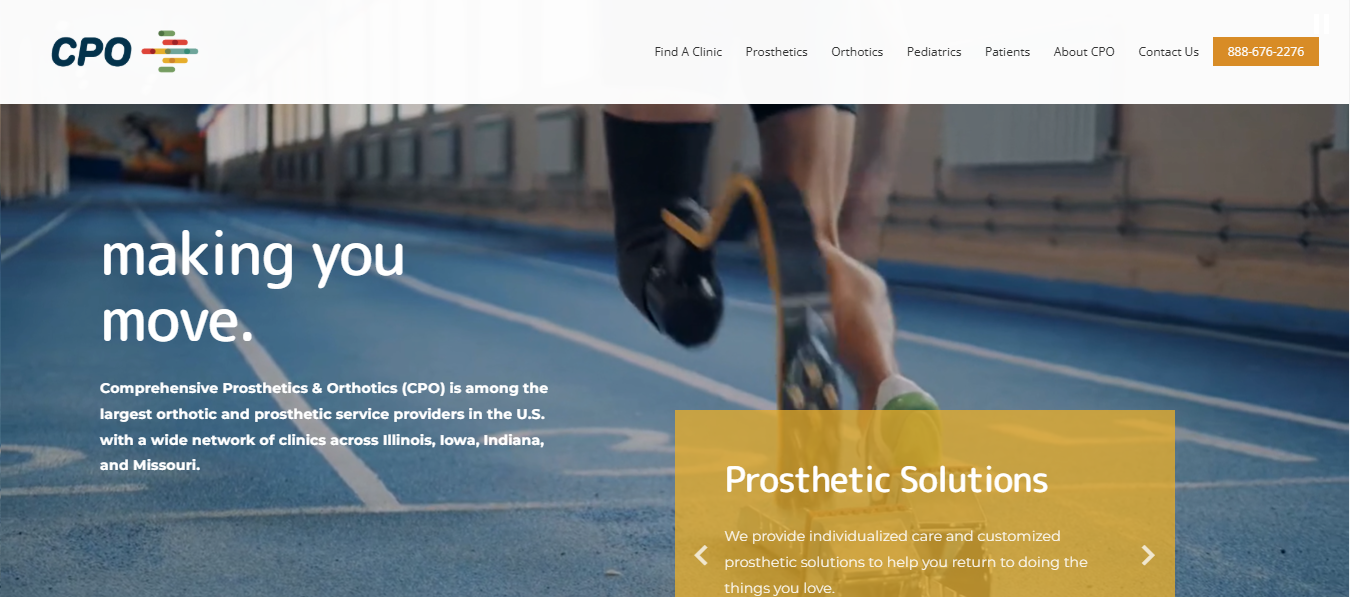 CPO
Find A Clinic Prosthetics Orthotics Pediatrics Patients About CPO Contact Us 888-676-2276
making you
move.
Comprehensive Prosthetics & Orthotics (CPO) is among the
largest orthotic and prosthetic service providers in the U.S.
with a wide network of clinics across Illinois, Iowa, Indiana,
and Missouri.
Prosthetic Solutions
We provide individualized care and customized
prosthetic solutions to help you return to doing the
things you love.